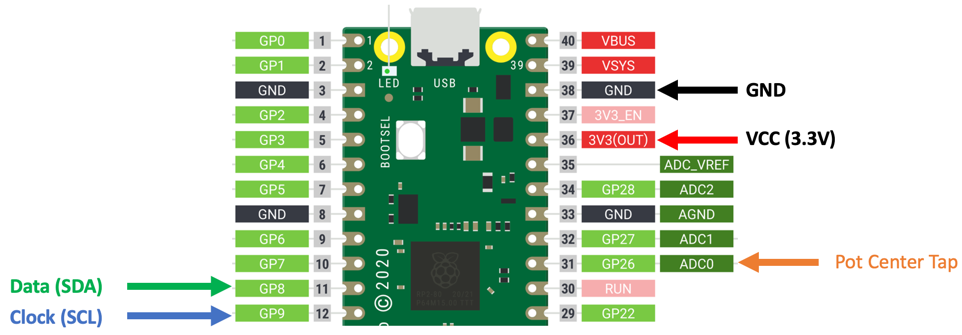 GP0 1 1 40 VBUS
GP1 2 2 39 39 VSYS
LED USB
GND 3 38 GND GND
GP2 4 37 3V3_EN
BOOTSEL
GP3 5 36 3V3(OUT) VCC (3.3V)
GP4 6 35 ADC_VREF
GP5 7 34 GP28 ADC2
GND 8 33 GND AGND
GP6 9 32 GP27 ADC1
GP7 10 31 GP26 ADC0 Pot Center Tap
© 2020
Data (SDA) GP8 11 30 RUN
Clock (SCL) GP9 12 29 GP22